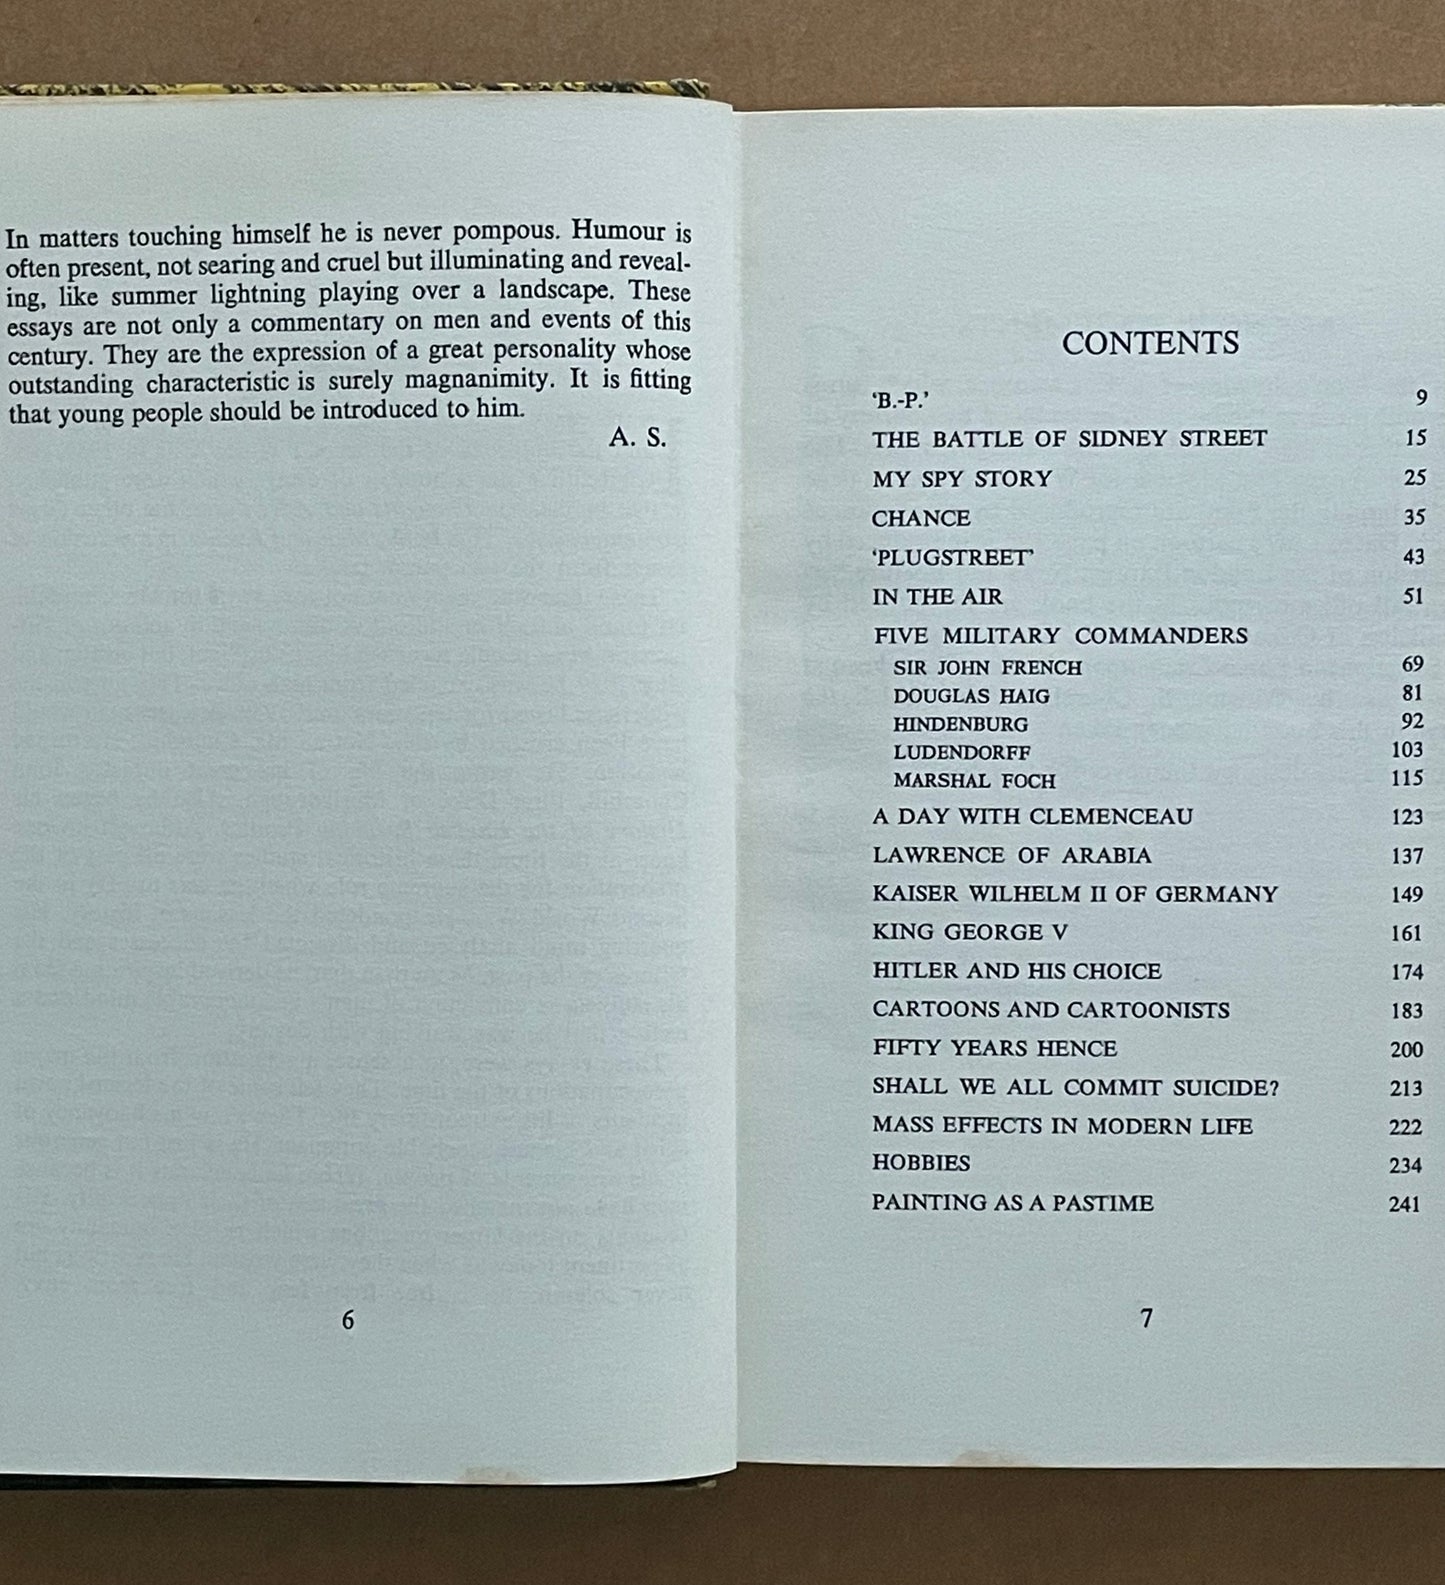 In matters touching himself he is never pompous. Humour is
often present, not searing and cruel but illuminating and reveal-
ing, like summer lightning playing over a landscape. These
essays are not only a commentary on men and events of this
century. They are the expression of a great personality whose
outstanding characteristic is surely magnanimity. It is fitting
that young people should be introduced to him.
A. S.
6
CONTENTS
‘B.-P.’ 9
THE BATTLE OF SIDNEY STREET 15
MY SPY STORY 25
CHANCE 35
‘PLUGSTREET’ 43
IN THE AIR 51
FIVE MILITARY COMMANDERS
SIR JOHN FRENCH 69
DOUGLAS HAIG 81
HINDENBURG 92
LUDENDORFF 103
MARSHAL FOCH 115
A DAY WITH CLEMENCEAU 123
LAWRENCE OF ARABIA 137
KAISER WILHELM II OF GERMANY 149
KING GEORGE V 161
HITLER AND HIS CHOICE 174
CARTOONS AND CARTOONISTS 183
FIFTY YEARS HENCE 200
SHALL WE ALL COMMIT SUICIDE? 213
MASS EFFECTS IN MODERN LIFE 222
HOBBIES 234
PAINTING AS A PASTIME 241
7